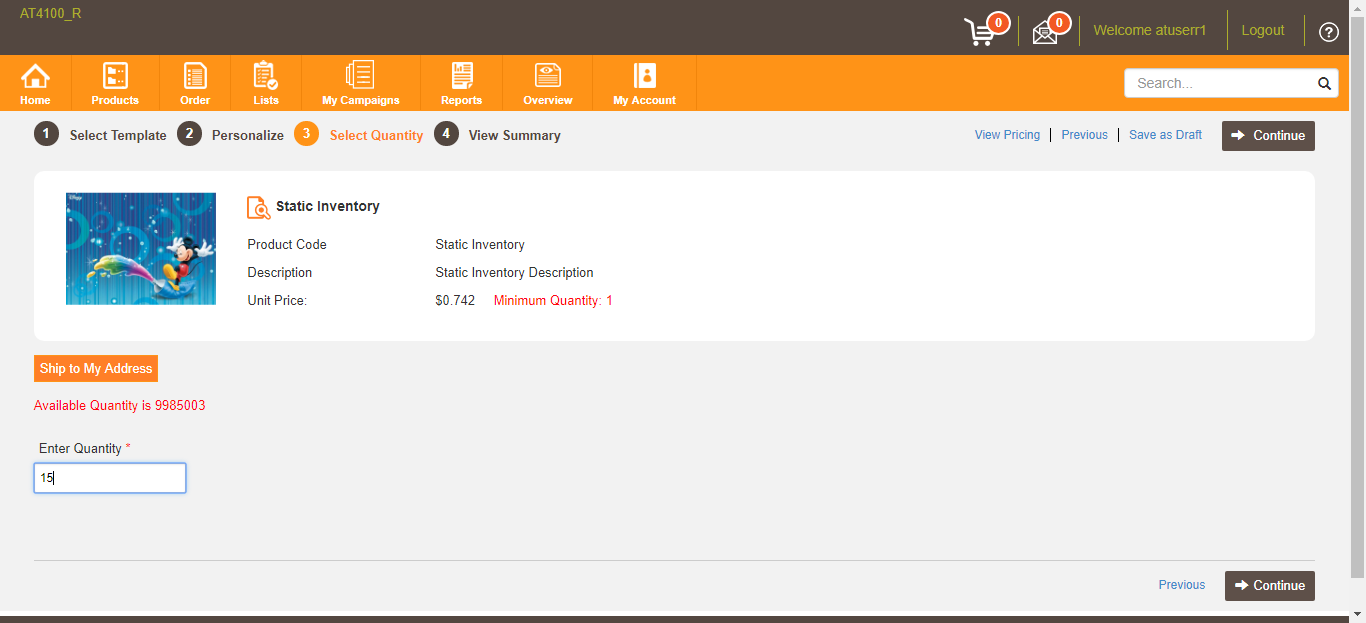 AT4100_R
0
0
Welcome atuserr1
Logout
?
Home
Products
Order
Lists
My Campaigns
Reports
Overview
My Account
Search...
1 Select Template 2 Personalize 3 Select Quantity 4 View Summary
View Pricing | Previous | Save as Draft
Continue
Disney
Static Inventory
Product Code Static Inventory
Description Static Inventory Description
Unit Price: $0.742 Minimum Quantity: 1
Ship to My Address
Available Quantity is 9985003
Enter Quantity *
15
Previous
Continue